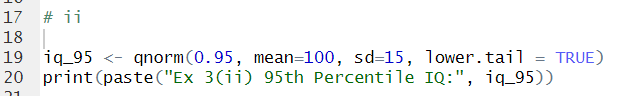 17 # ii
18
19 iq_95 <- qnorm(0.95, mean=100, sd=15, lower.tail = TRUE)
20 print(paste("Ex 3(ii) 95th Percentile IQ:", iq_95))